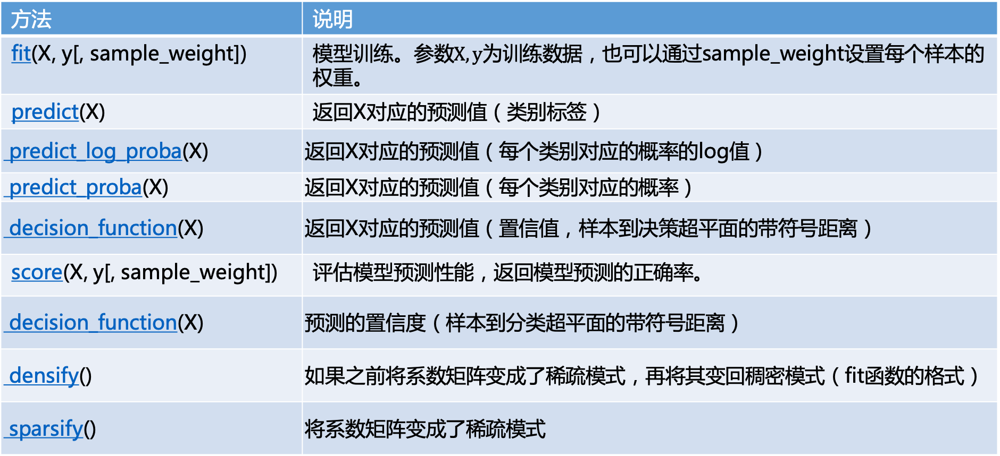 方法
说明
fit(X, y[, sample_weight])
模型训练。参数X,y为训练数据，也可以通过sample_weight设置每个样本的
权重。
predict(X)
返回X对应的预测值（类别标签）
predict_log_proba(X)
返回X对应的预测值（每个类别对应的概率的log值）
predict_proba(X)
返回X对应的预测值（每个类别对应的概率）
decision_function(X)
返回X对应的预测值（置信值，样本到决策超平面的带符号距离）
score(X, y[, sample_weight])
评估模型预测性能，返回模型预测的正确率。
decision_function(X)
预测的置信度（样本到分类超平面的带符号距离）
densify()
如果之前将系数矩阵变成了稀疏模式，再将其变回稠密模式（fit函数的格式）
sparsify()
将系数矩阵变成了稀疏模式